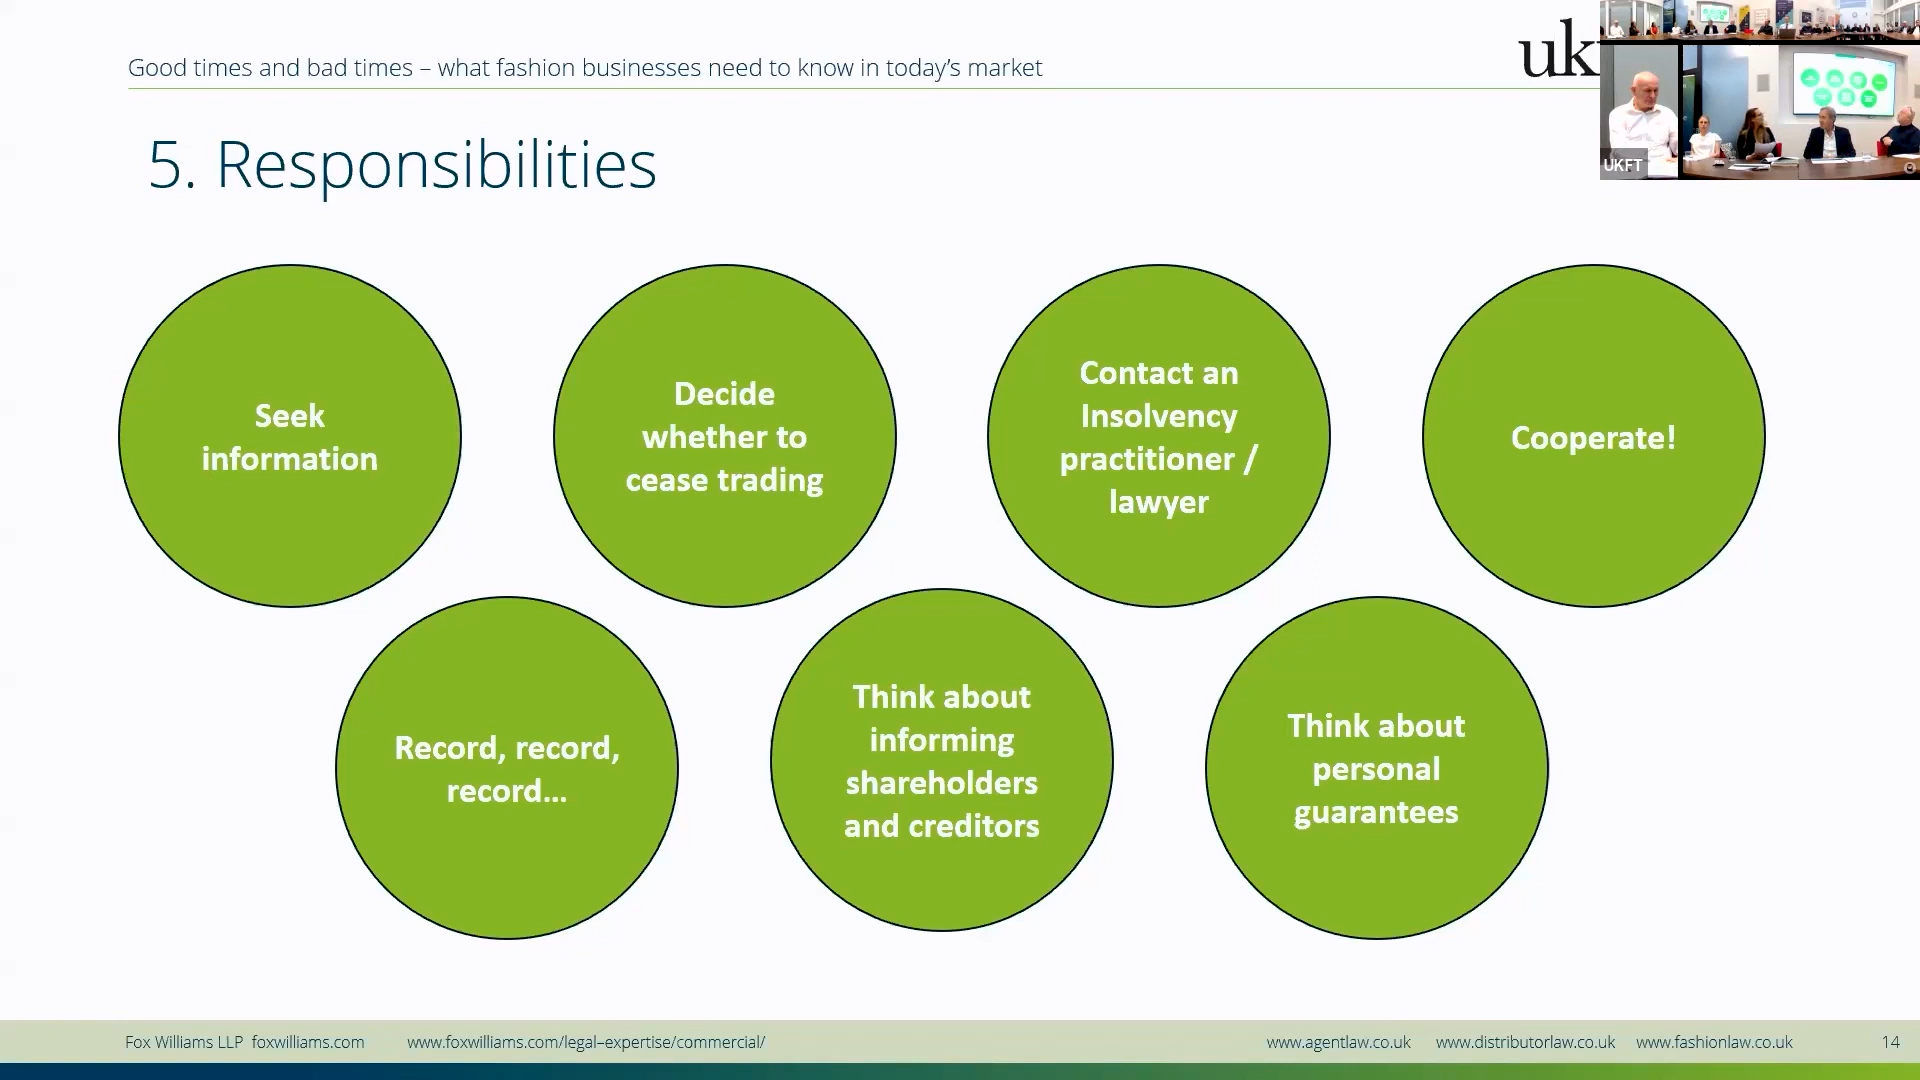 Good times and bad times – what fashion businesses need to know in today's market
uk
UKFT
5. Responsibilities
Seek
information
Decide
whether to
cease trading
Contact an
Insolvency
practitioner /
lawyer
Cooperate!
Record, record,
record...
Think about
informing
shareholders
and creditors
Think about
personal
guarantees
Fox Williams LLP foxwilliams.com
www.foxwilliams.com/legal–expertise/commercial/
www.agentlaw.co.uk
www.distributorlaw.co.uk
www.fashionlaw.co.uk
14